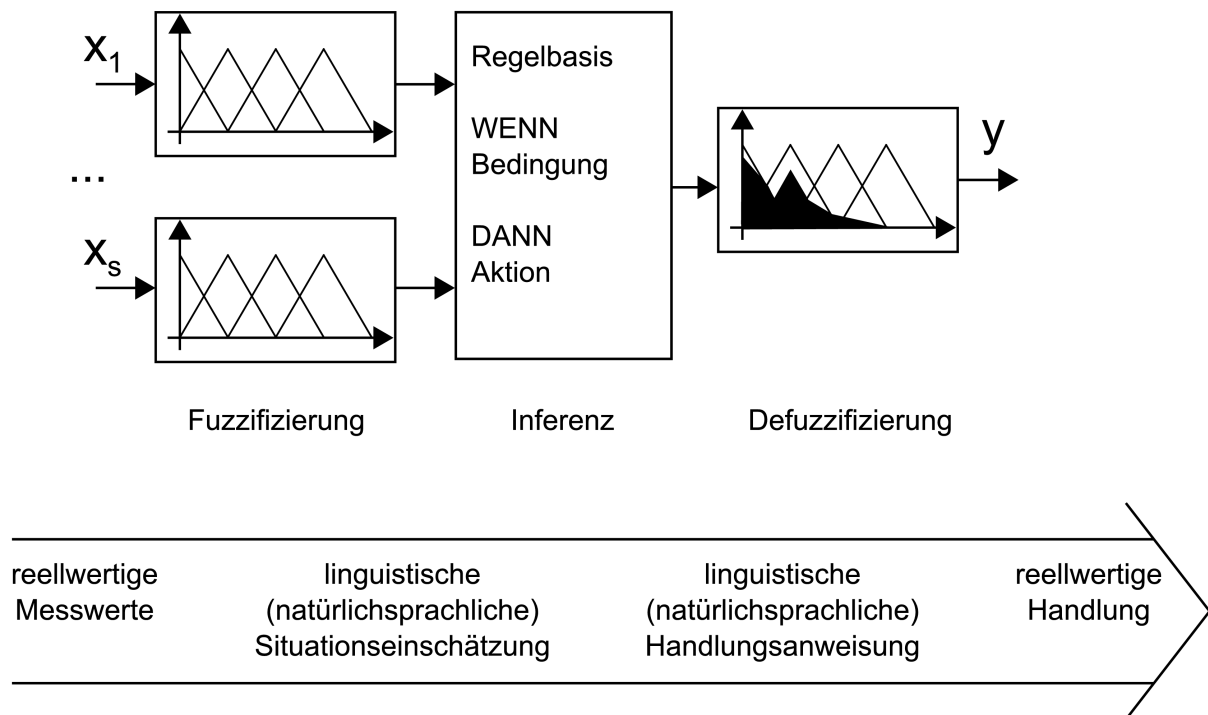 x1
...
xs
Regelbasis
WENN
Bedingung
DANN
Aktion
y
Fuzzifizierung
Inferenz
Defuzzifizierung
reellwertige
Messwerte
linguistische
(natürlichsprachliche)
Situationseinschätzung
linguistische
(natürlichsprachliche)
Handlungsanweisung
reellwertige
Handlung